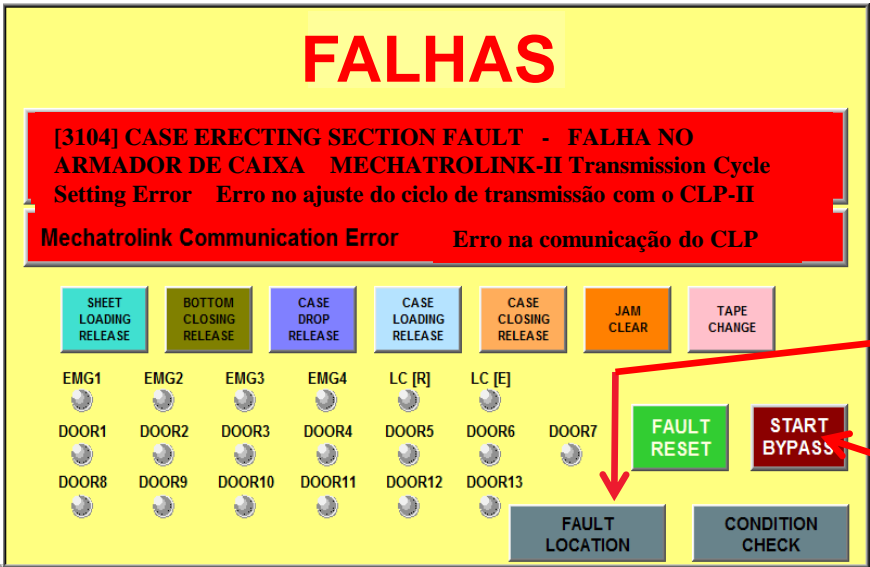 FALHAS
[3104] CASE ERECTING SECTION FAULT - FALHA NO
ARMADOR DE CAIXA MECHATROLINK-II Transmission Cycle
Setting Error Erro no ajuste do ciclo de transmissão com o CLP-II
Mechatrolink Communication Error Erro na comunicação do CLP
SHEET
LOADING
RELEASE
BOTTOM
CLOSING
RELEASE
CASE
DROP
RELEASE
CASE
LOADING
RELEASE
CASE
CLOSING
RELEASE
JAM
CLEAR
TAPE
CHANGE
EMG1 EMG2 EMG3 EMG4 LC [R] LC [E]
DOOR1 DOOR2 DOOR3 DOOR4 DOOR5 DOOR6 DOOR7
DOOR8 DOOR9 DOOR10 DOOR11 DOOR12 DOOR13
FAULT
RESET
START
BYPASS
FAULT
LOCATION
CONDITION
CHECK